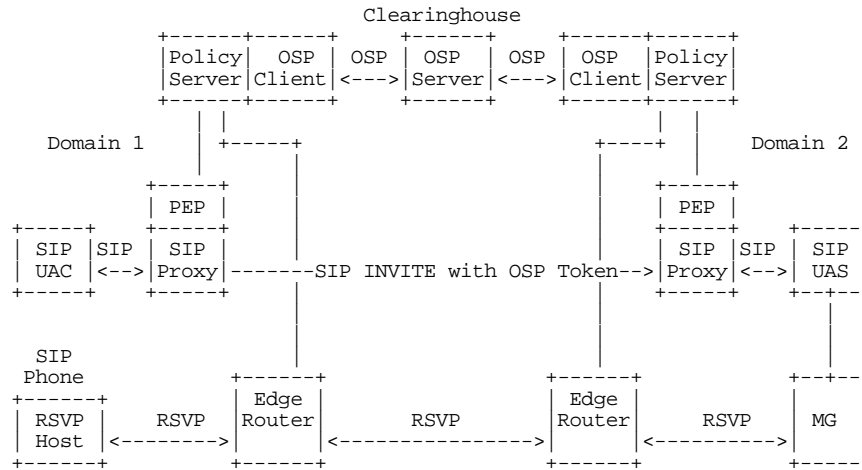 Clearinghouse
Policy OSP OSP OSP OSP OSP Policy
Server Client <---> Server <---> Client Server
Domain 1 Domain 2
PEP PEP
SIP SIP SIP SIP SIP SIP
UAC <--> Proxy -------SIP INVITE with OSP Token--> Proxy <--> UAS
SIP
Phone
Edge Edge
RSVP RSVP Router RSVP Router RSVP MG
Host <---------> <---------------> <--------->